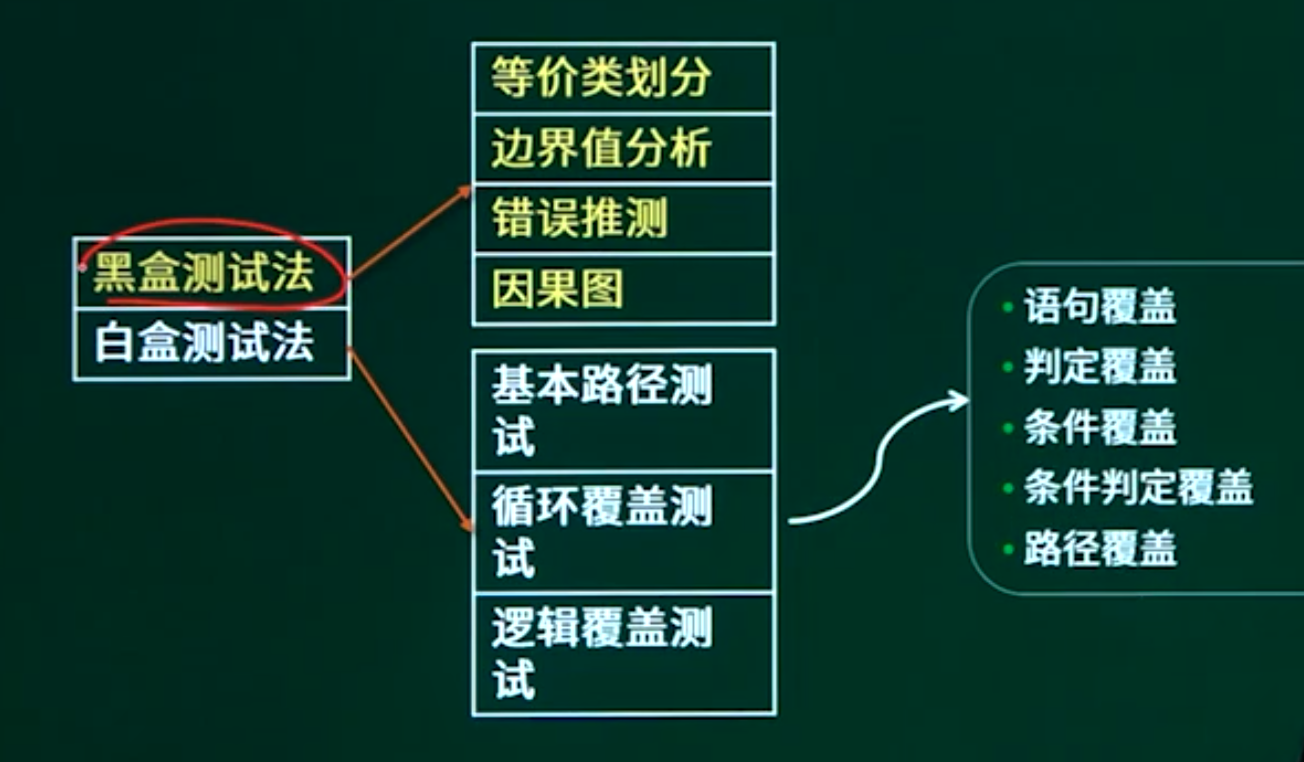 黑盒测试法
白盒测试法
等价类划分
边界值分析
错误推测
因果图
基本路径测
试
循环覆盖测
试
逻辑覆盖测
试
• 语句覆盖
• 判定覆盖
• 条件覆盖
• 条件判定覆盖
• 路径覆盖